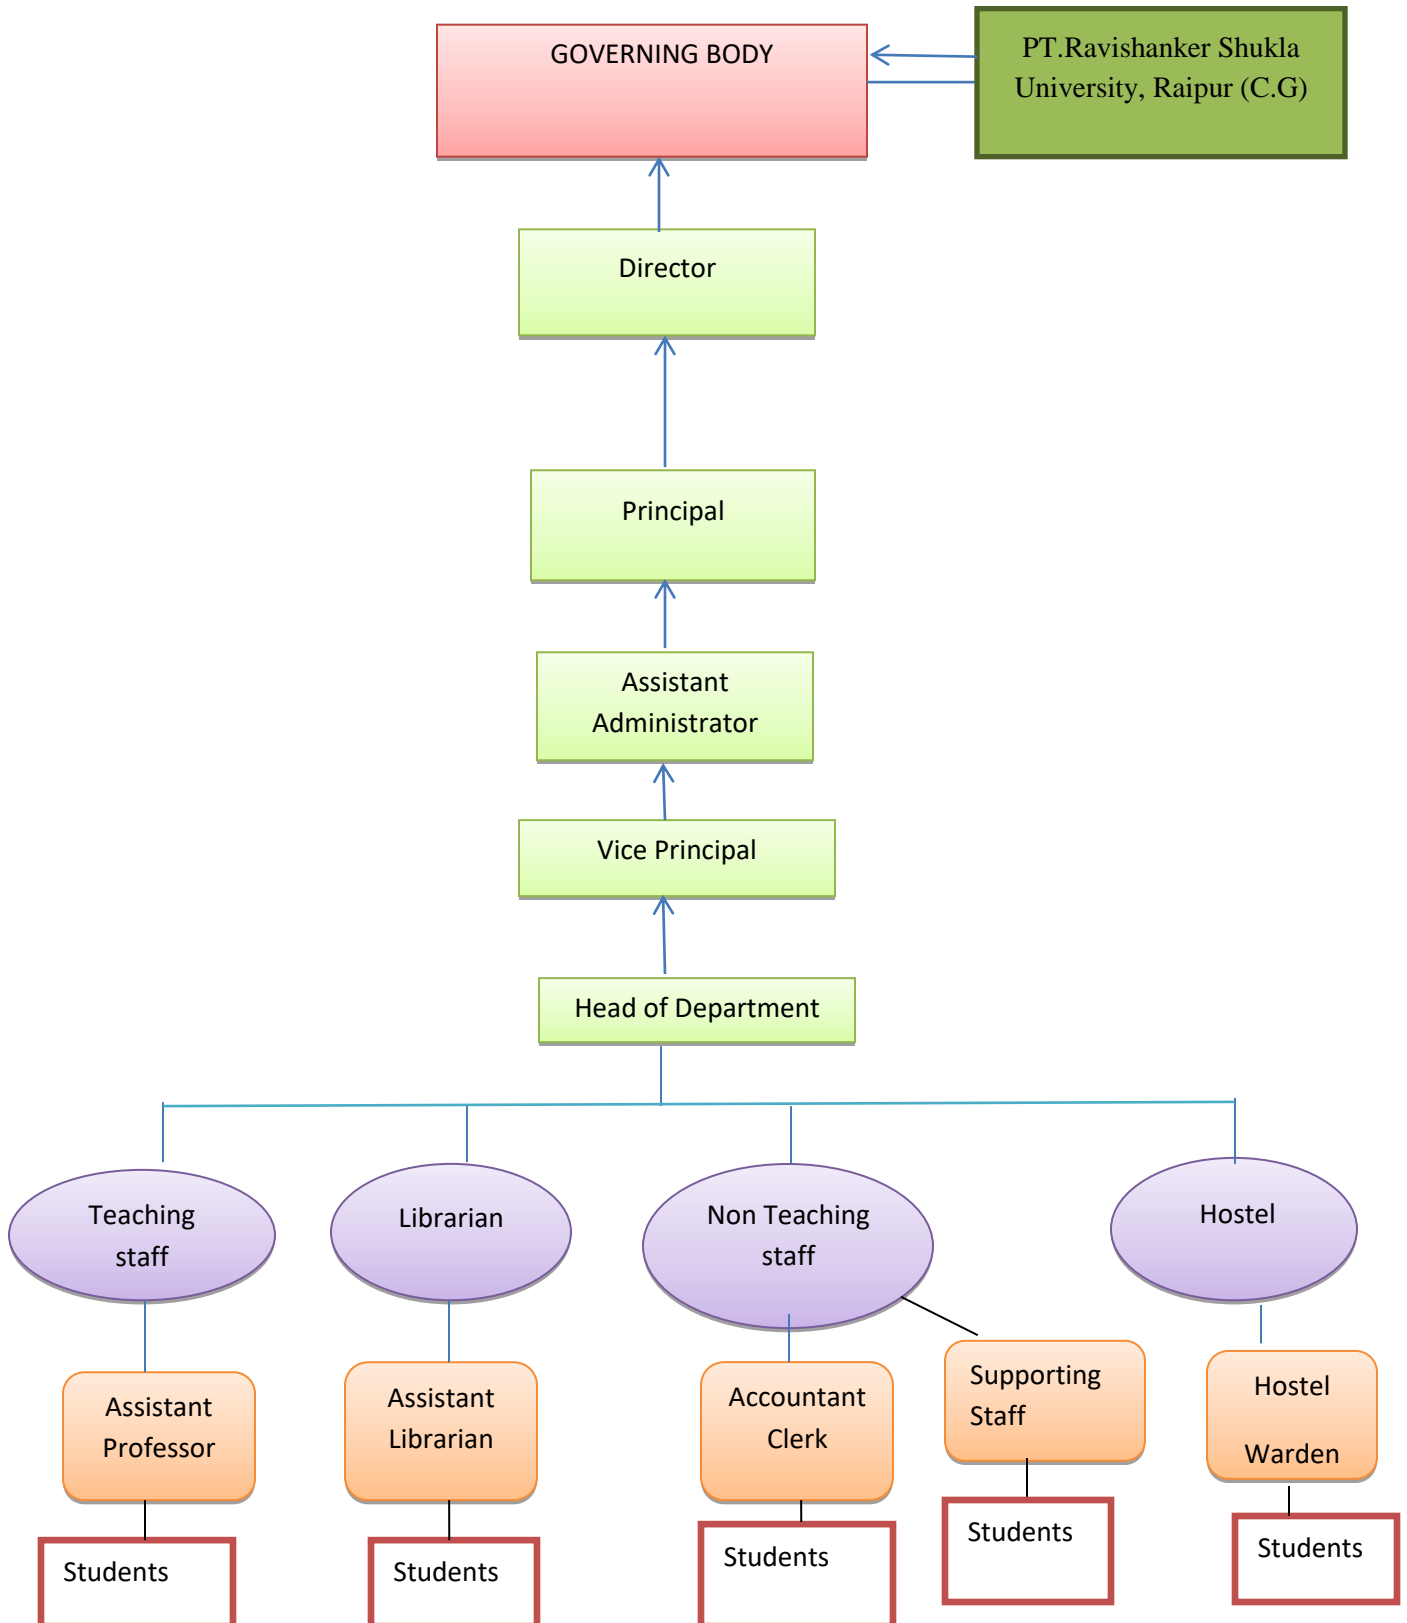 GOVERNING BODY
PT.Ravishanker Shukla
University, Raipur (C.G)
Director
Principal
Assistant
Administrator
Vice Principal
Head of Department
Teaching
staff
Librarian
Non Teaching
staff
Hostel
Assistant
Professor
Assistant
Librarian
Accountant
Clerk
Supporting
Staff
Hostel
Warden
Students
Students
Students
Students
Students